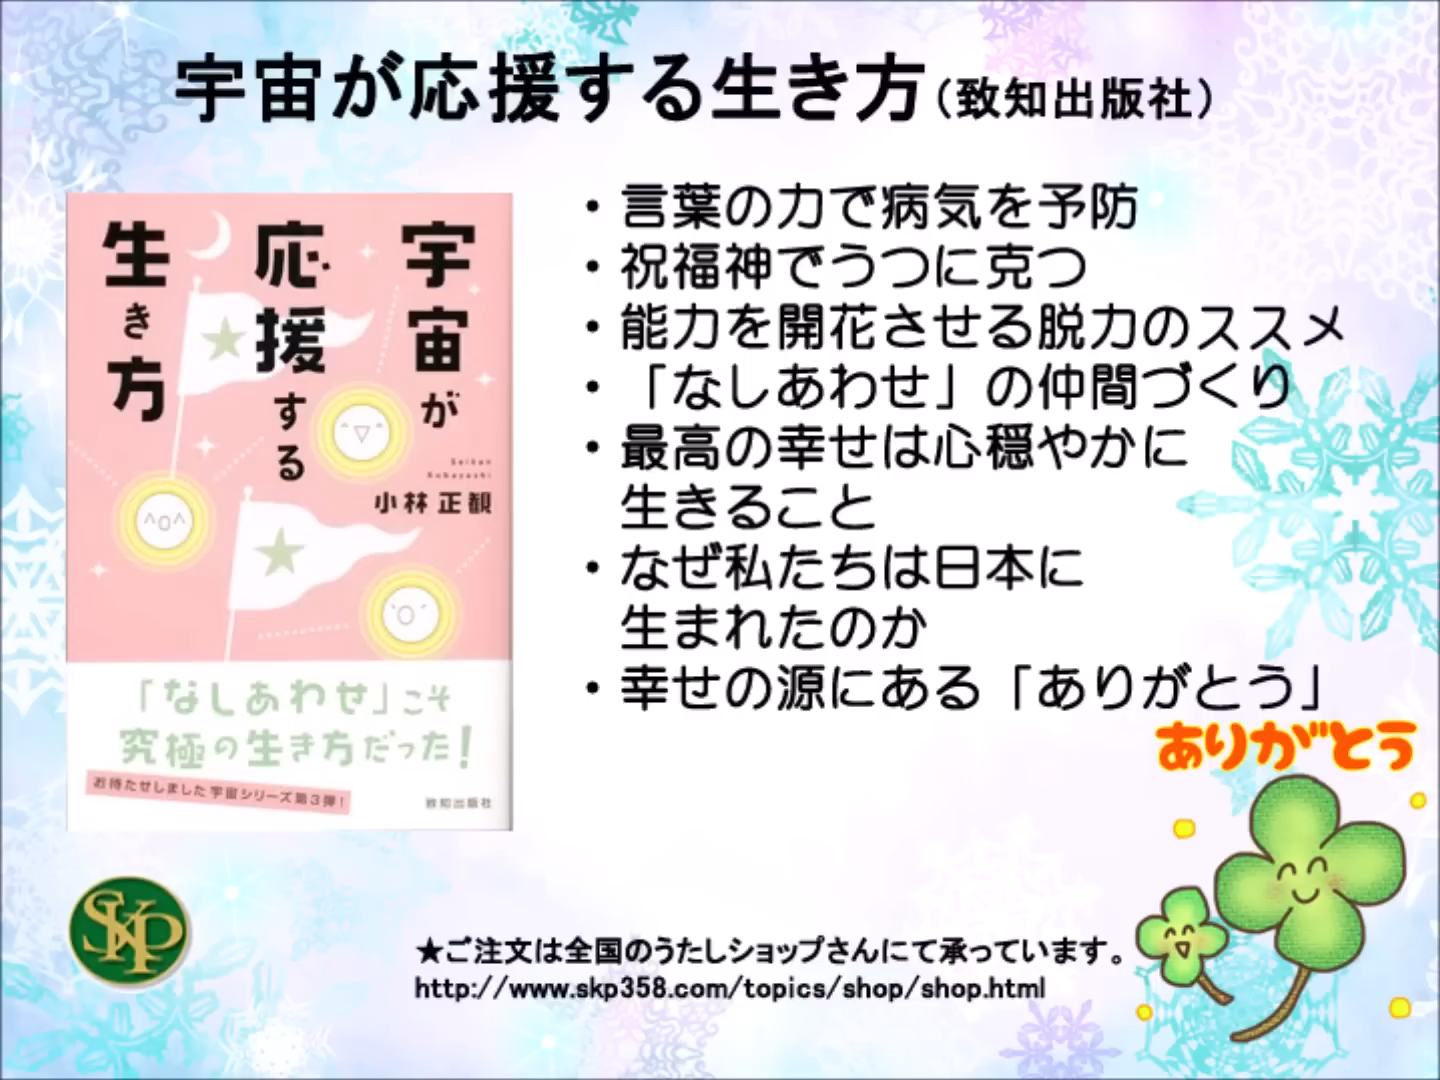 宇宙が応援する生き方（致知出版社）
宇宙が
応援する
生き方
Seikan
Kobayashi
小林正観
「なしあわせ」こそ
究極の生き方だった！
お待たせしました宇宙シリーズ第3弾！
致知出版社
・言葉の力で病気を予防
・祝福神でうつに克つ
・能力を開花させる脱力のススメ
・「なしあわせ」の仲間づくり
・最高の幸せは心穏やかに
生きること
・なぜ私たちは日本に
生まれたのか
・幸せの源にある「ありがとう」
ありがとう
SKP
★ご注文は全国のうたしショップさんにて承っています。
http://www.skp358.com/topics/shop/shop.html